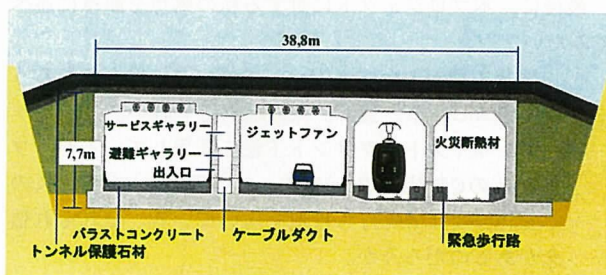 38,8m
サービスギャラリー
ジェットファン
火災断熱材
避難ギャラリー
7,7m
出入口
バラストコンクリート
ケーブルダクト
緊急歩行路
トンネル保護石材